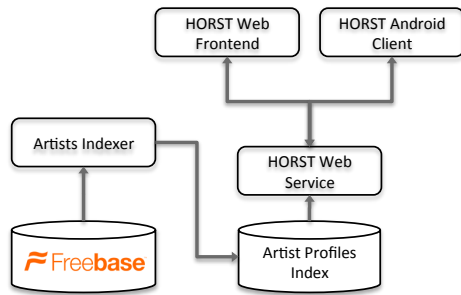 HORST Web
Frontend
HORST Android
Client
Artists Indexer
HORST Web
Service
Freebase
Artist Profiles
Index